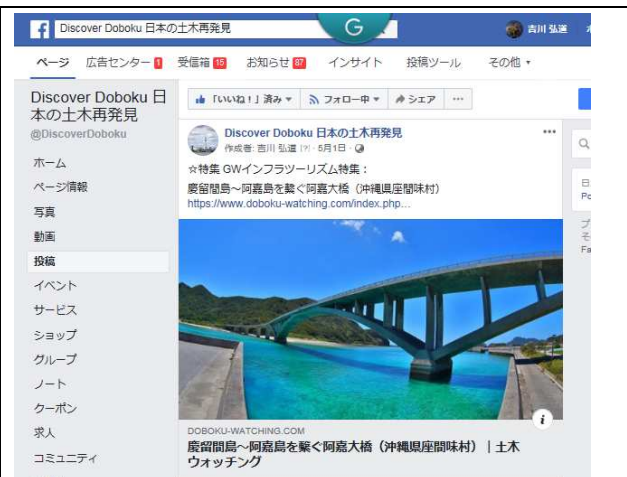 Discover Doboku 日本の土木再発見
G
吉川 弘道
ページ 広告センター 1 受信箱 15 お知らせ 87 インサイト 投稿ツール その他
Discover Doboku 日本の土木再発見
@DiscoverDoboku
ホーム
ページ情報
写真
動画
投稿
イベント
サービス
ショップ
グループ
ノート
クーポン
求人
コミュニティ
「いいね！」済み フォロー中 シェア ...
Discover Doboku 日本の土木再発見
作成者: 吉川 弘道 [?] · 5月1日 ·
☆特集 GWインフラツーリズム特集：
慶留間島～阿嘉島を繋ぐ阿嘉大橋（沖縄県座間味村）
https://www.doboku-watching.com/index.php...
i
DOBOKU-WATCHING.COM
慶留間島～阿嘉島を繋ぐ阿嘉大橋（沖縄県座間味村）｜土木
ウォッチング